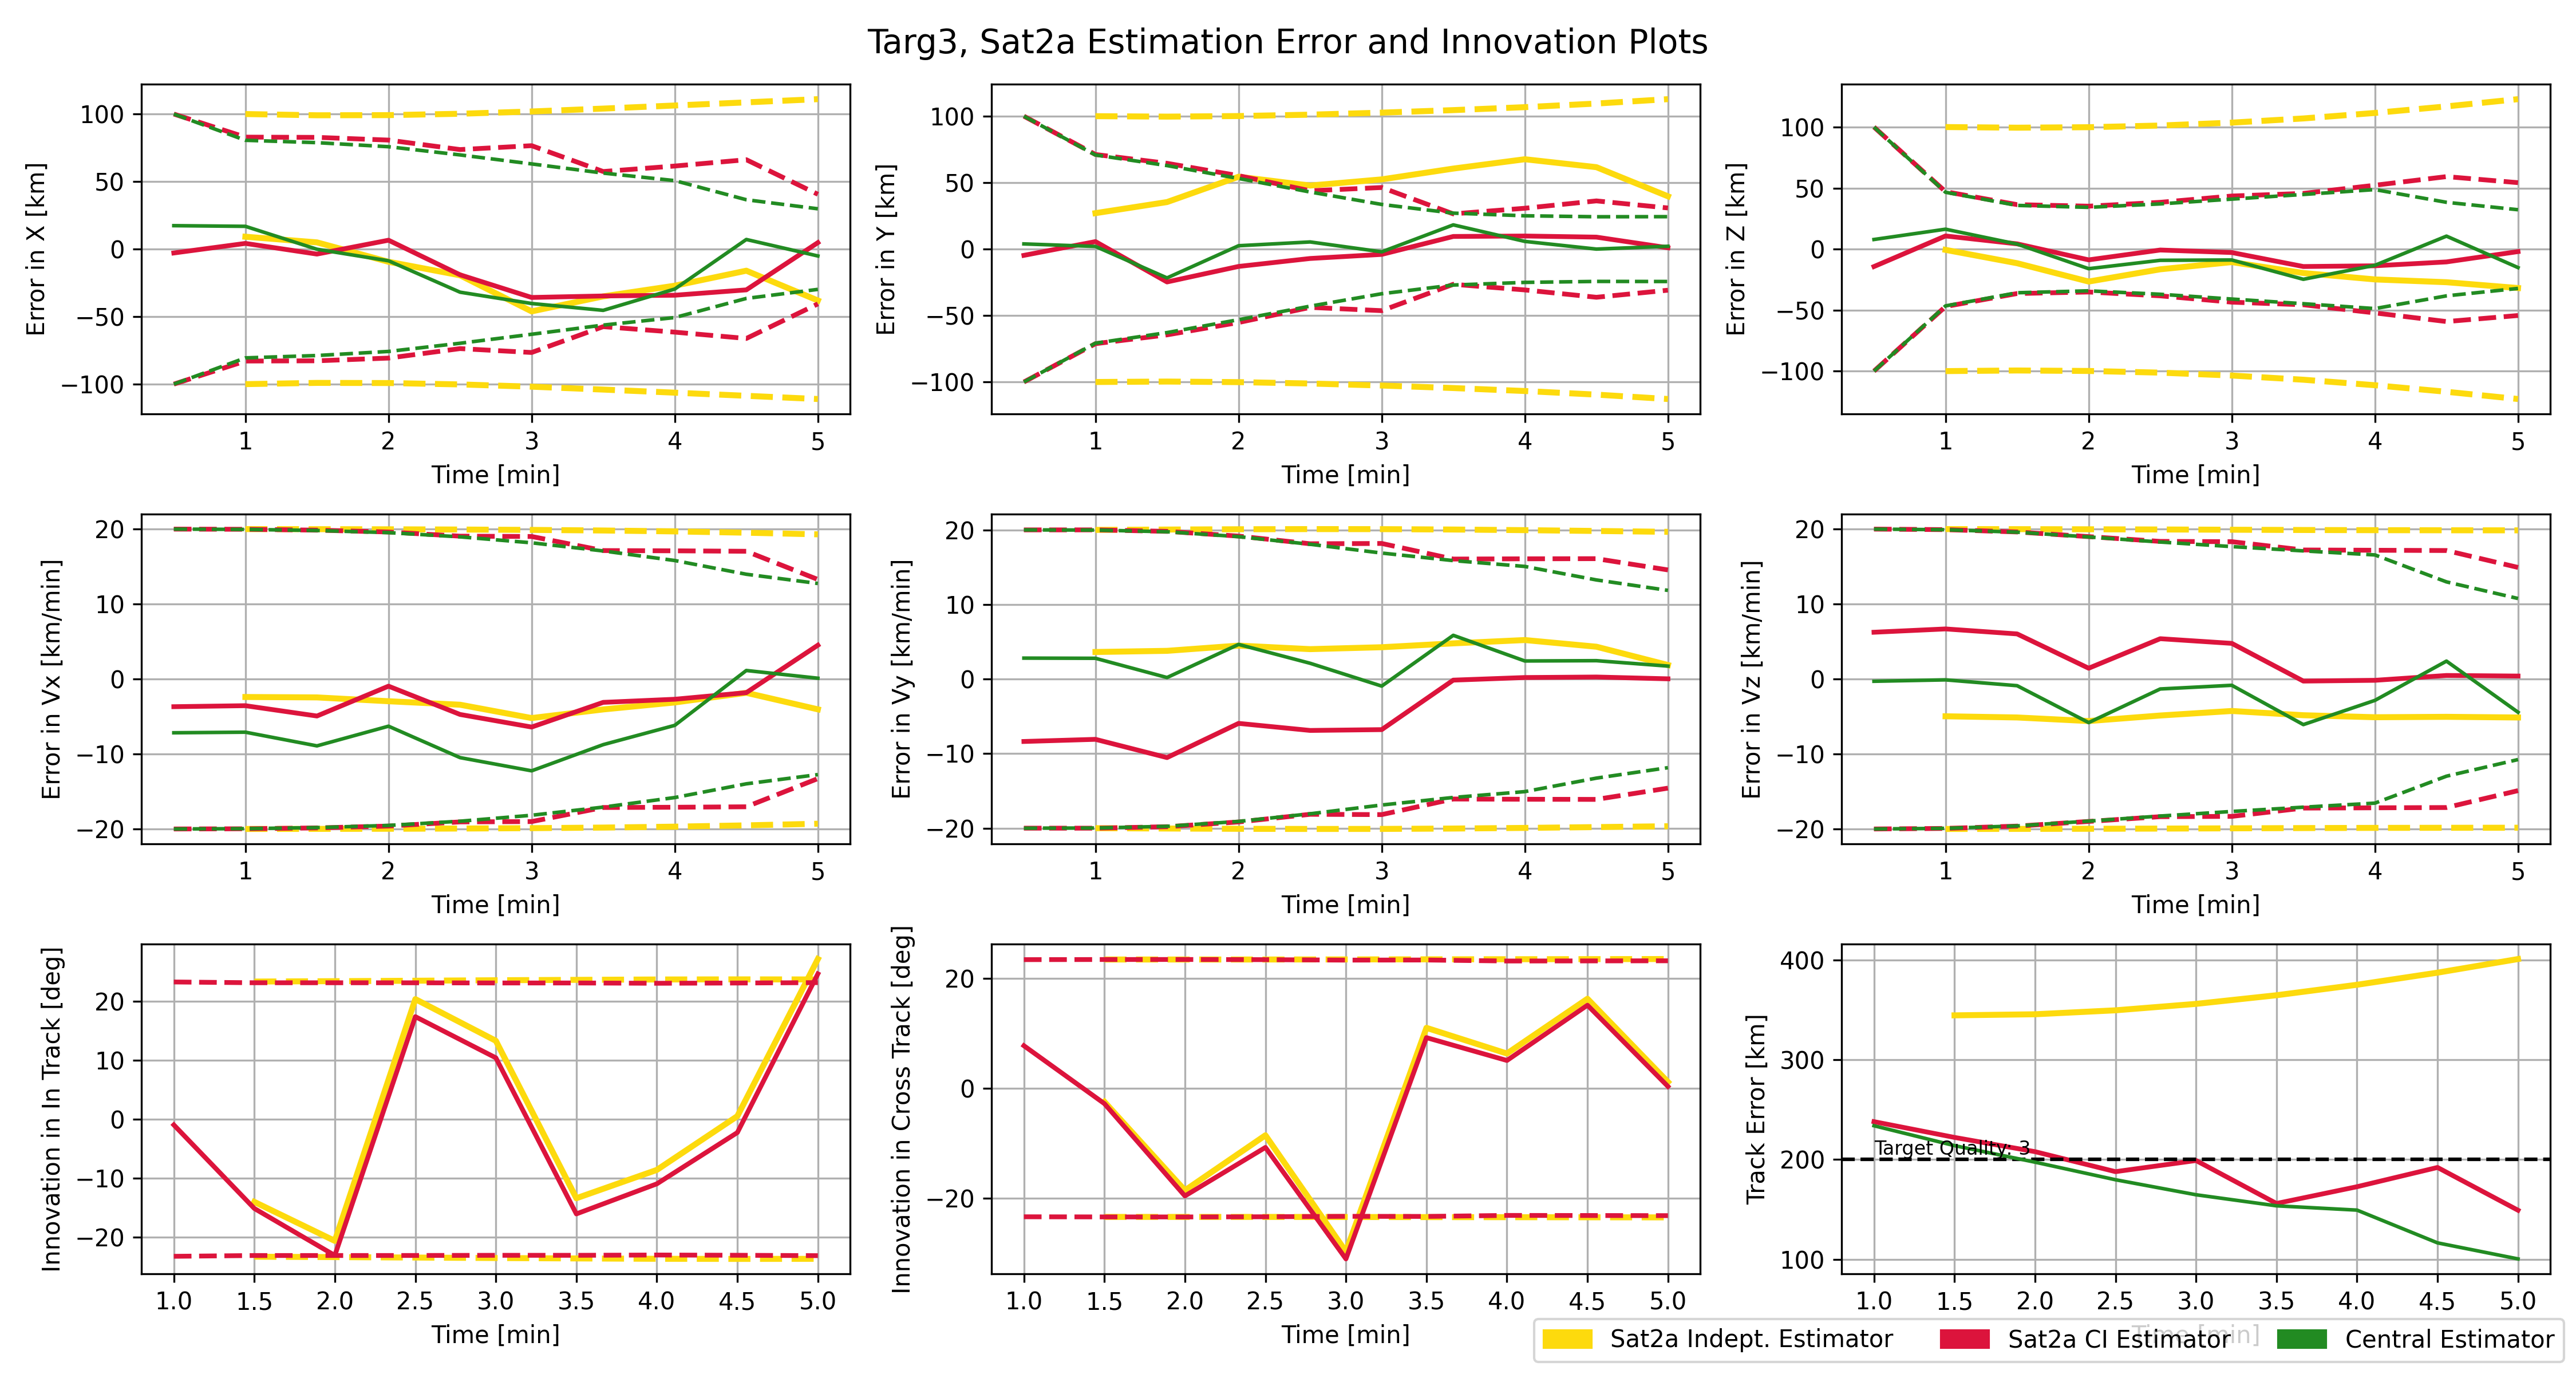 Targ3, Sat2a Estimation Error and Innovation Plots
Error in X [km]
100
50
0
−50
−100
1 2 3 4 5
Time [min]
Error in Y [km]
100
50
0
−50
−100
1 2 3 4 5
Time [min]
Error in Z [km]
100
50
0
−50
−100
1 2 3 4 5
Time [min]
Error in Vx [km/min]
20
10
0
−10
−20
1 2 3 4 5
Time [min]
Error in Vy [km/min]
20
10
0
−10
−20
1 2 3 4 5
Time [min]
Error in Vz [km/min]
20
10
0
−10
−20
1 2 3 4 5
Time [min]
Innovation in In Track [deg]
20
10
0
−10
−20
1.0 1.5 2.0 2.5 3.0 3.5 4.0 4.5 5.0
Time [min]
Innovation in Cross Track [deg]
20
0
−20
1.0 1.5 2.0 2.5 3.0 3.5 4.0 4.5 5.0
Time [min]
Track Error [km]
400
300
200
100
Target Quality: 3
1.0 1.5 2.0 2.5 3.0 3.5 4.0 4.5 5.0
Time [min]
Sat2a Indept. Estimator Sat2a CI Estimator Central Estimator